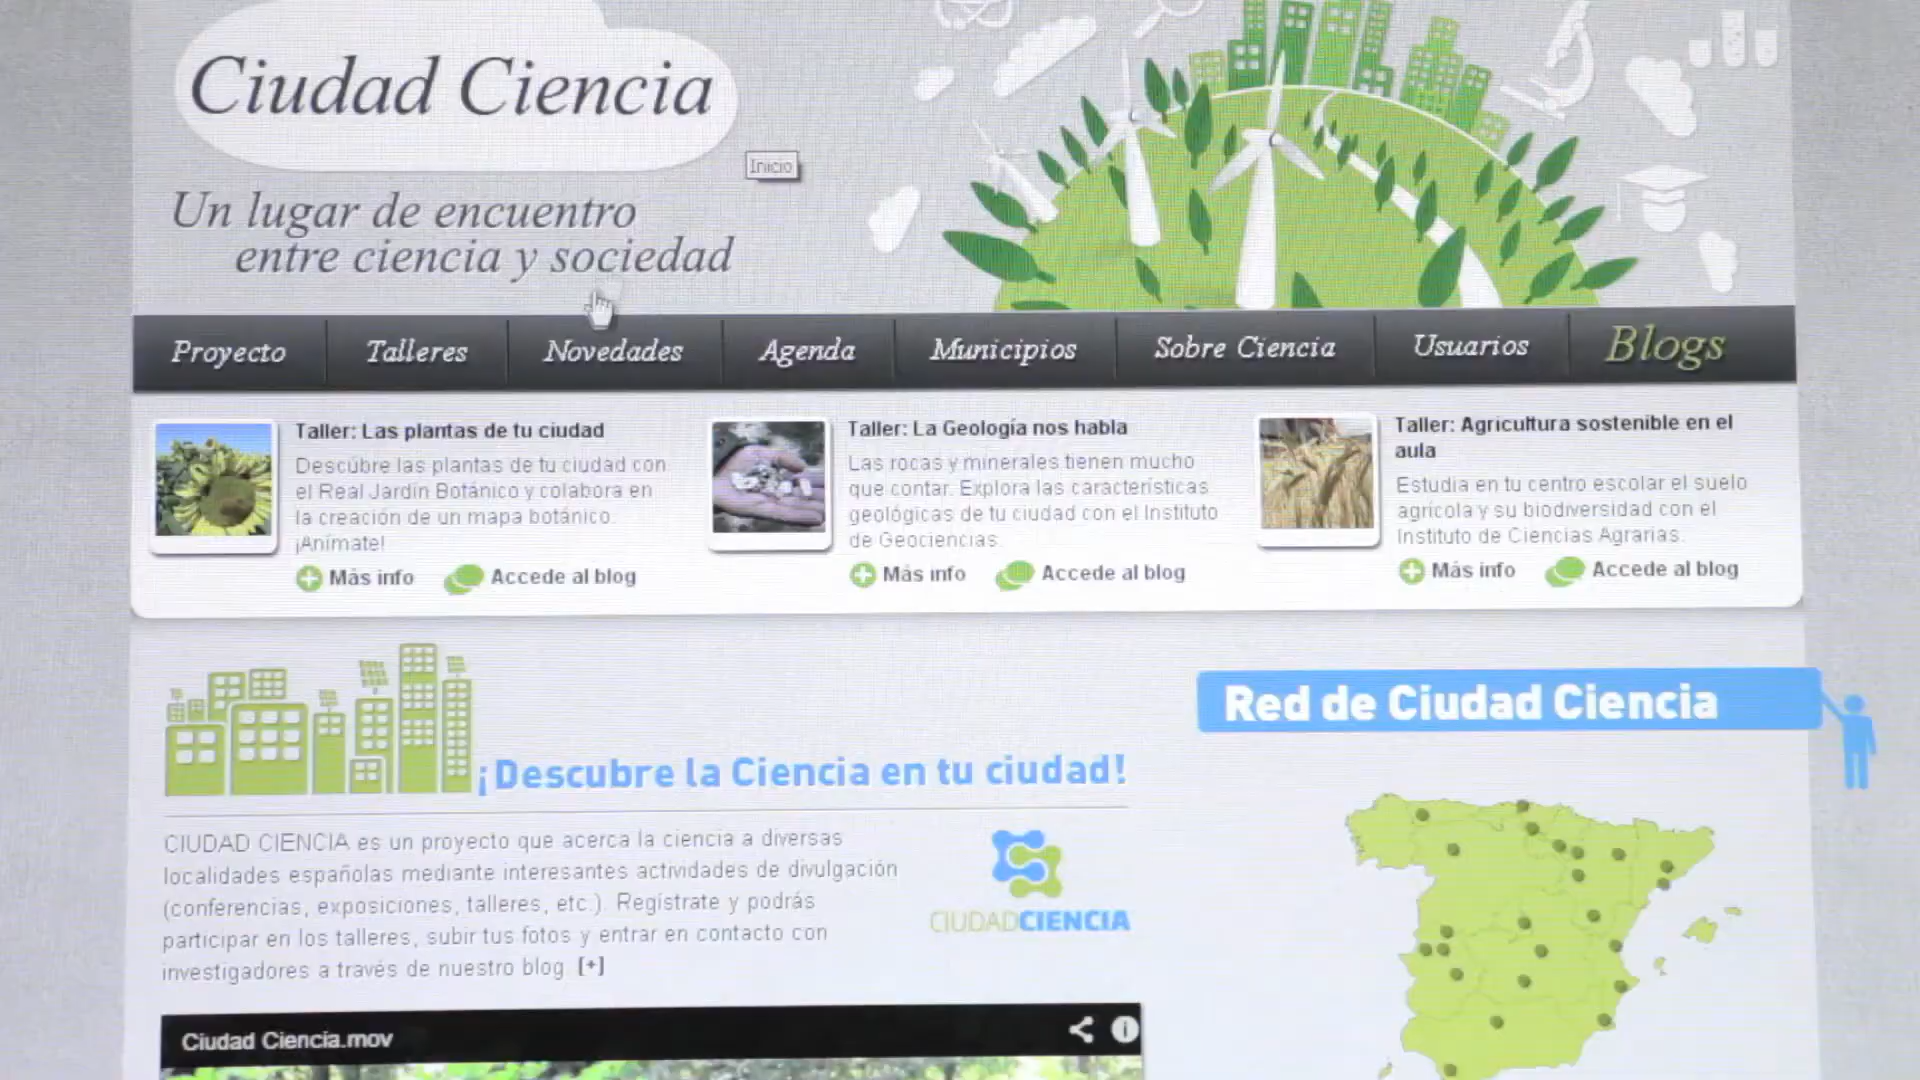 Ciudad Ciencia
Inicio
Un lugar de encuentro
entre ciencia y sociedad
Proyecto
Talleres
Novedades
Agenda
Municipios
Sobre Ciencia
Usuarios
Blogs
Taller: Las plantas de tu ciudad
Descubre las plantas de tu ciudad con
el Real Jardín Botánico y colabora en
la creación de un mapa botánico.
¡Anímate!
Más info
Accede al blog
Taller: La Geología nos habla
Las rocas y minerales tienen mucho
que contar. Explora las características
geológicas de tu ciudad con el Instituto
de Geociencias.
Más info
Accede al blog
Taller: Agricultura sostenible en el
aula
Estudia en tu centro escolar el suelo
agrícola y su biodiversidad con el
Instituto de Ciencias Agrarias.
Más info
Accede al blog
¡Descubre la Ciencia en tu ciudad!
CIUDAD CIENCIA es un proyecto que acerca la ciencia a diversas
localidades españolas mediante interesantes actividades de divulgación
(conferencias, exposiciones, talleres, etc.). Regístrate y podrás
participar en los talleres, subir tus fotos y entrar en contacto con
investigadores a través de nuestro blog. [+]
CIUDADCIENCIA
Ciudad Ciencia.mov
Red de Ciudad Ciencia